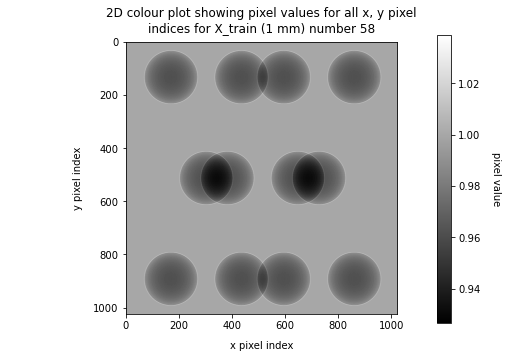 2D colour plot showing pixel values for all x, y pixel
indices for X_train (1 mm) number 58
0
200
400
600
800
1000
y pixel index
0 200 400 600 800 1000
x pixel index
1.02
1.00
0.98
0.96
0.94
pixel value